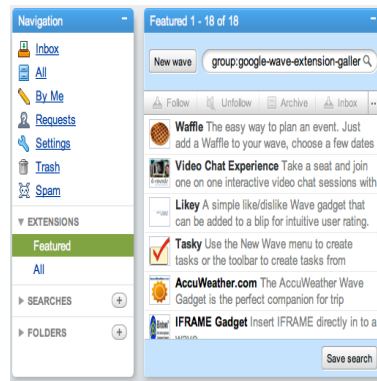 Navigation
Inbox
All
By Me
Requests
Settings
Trash
Spam
EXTENSIONS
Featured
All
SEARCHES
FOLDERS
Featured 1 - 18 of 18
New wave group:google-wave-extension-galler
Follow Unfollow Archive Inbox ..
Waffle The easy way to plan an event. Just
add a Waffle to your wave, choose a few dates
Video Chat Experience Take a seat and join
one on one interactive video chat sessions with
Likey A simple like/dislike Wave gadget that
can be added to a blip for intuitive user rating.
Tasky Use the New Wave menu to create
tasks or the toolbar to create tasks from
AccuWeather.com The AccuWeather Wave
Gadget is the perfect companion for trip
IFRAME Gadget Insert IFRAME directly in to a
wave
Save search